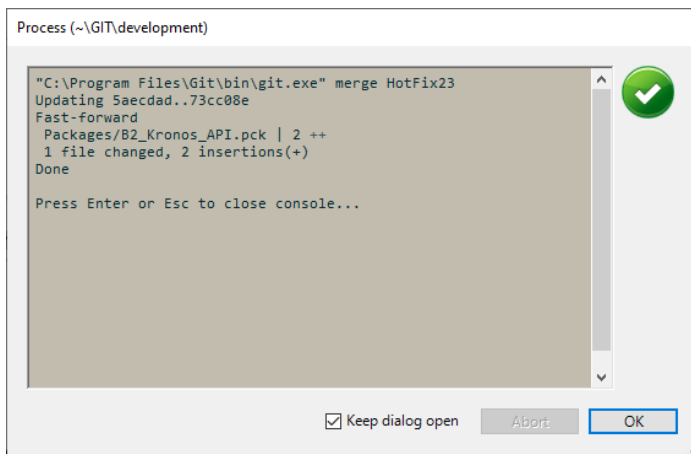 Process (~\GIT\development)
"C:\Program Files\Git\bin\git.exe" merge HotFix23
Updating 5aecdad..73cc08e
Fast-forward
 Packages/B2_Kronos_API.pck | 2 ++
 1 file changed, 2 insertions(+)
Done
Press Enter or Esc to close console...
Keep dialog open
Abort
OK